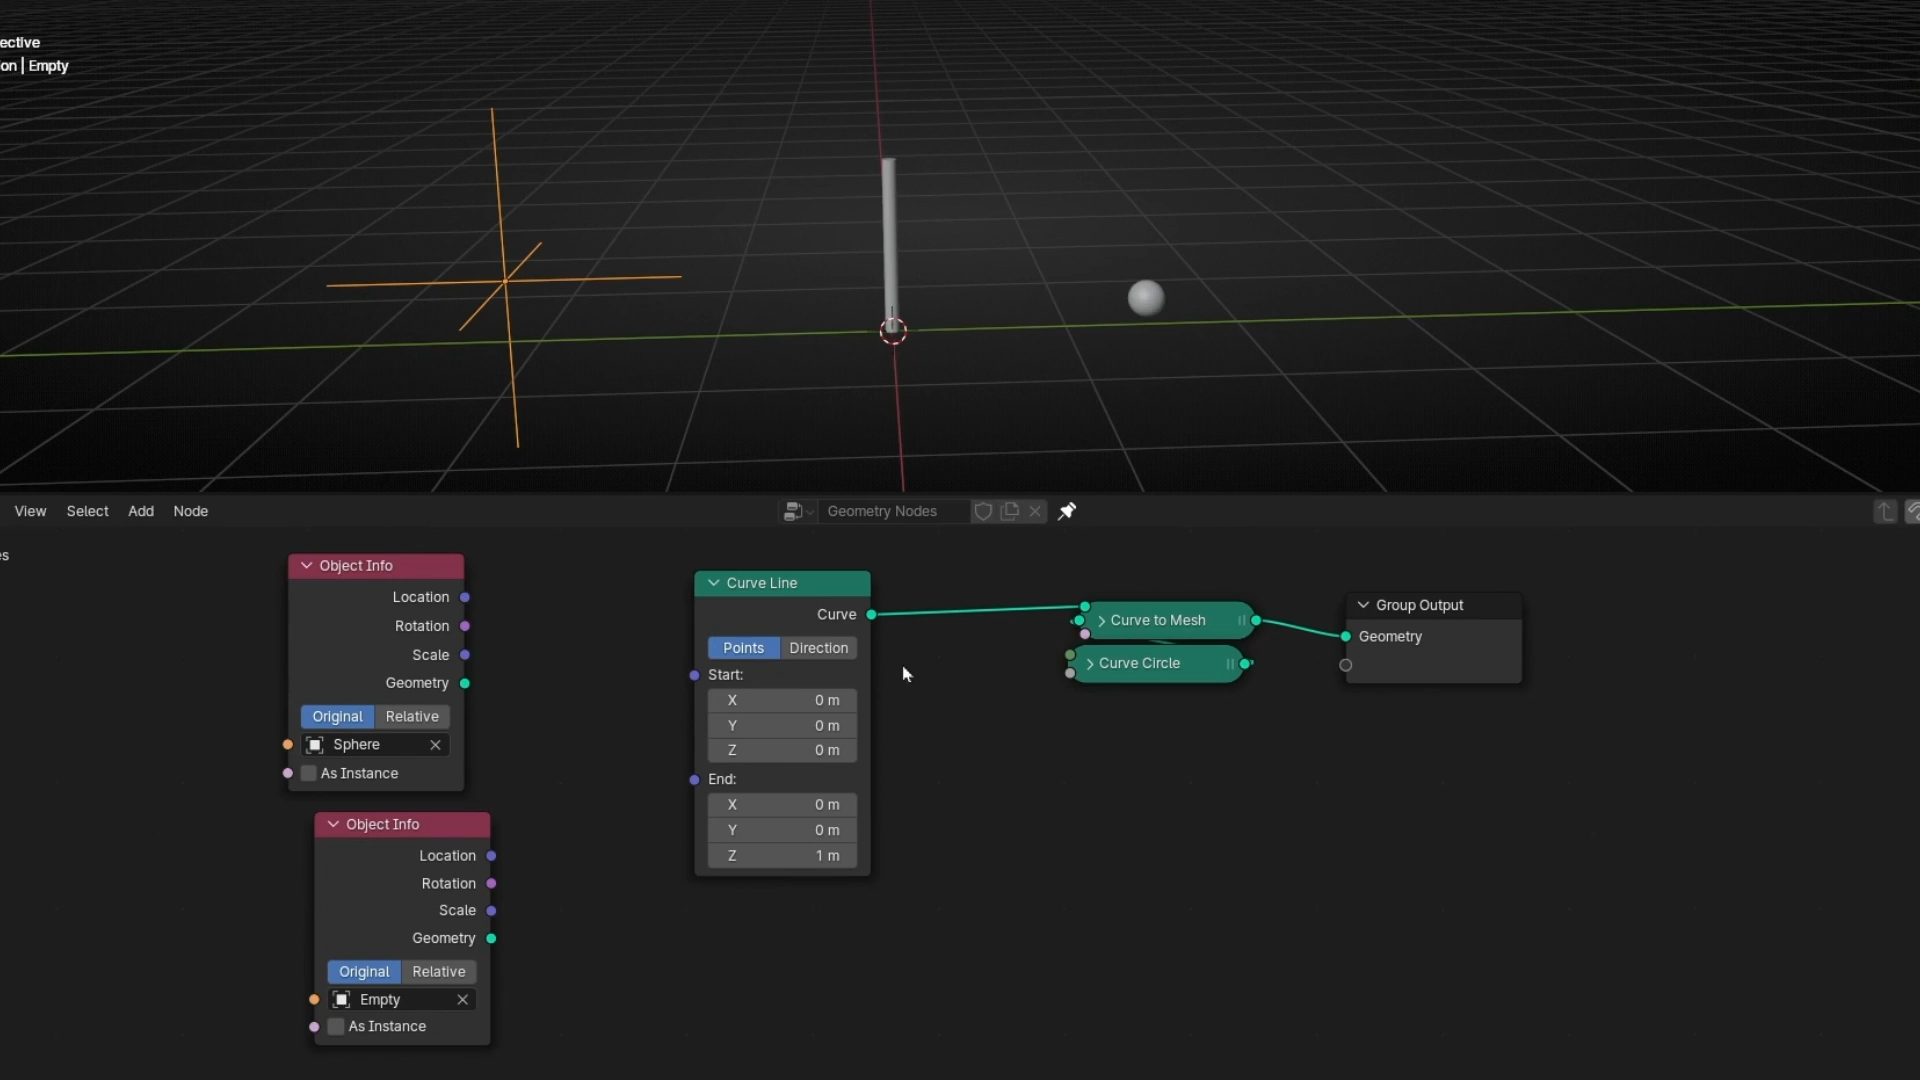 ective
on | Empty
View Select Add Node Geometry Nodes
es
Object Info
Location
Rotation
Scale
Geometry
Original Relative
Sphere
As Instance
Object Info
Location
Rotation
Scale
Geometry
Original Relative
Empty
As Instance
Curve Line
Curve
Points Direction
Start:
X 0 m
Y 0 m
Z 0 m
End:
X 0 m
Y 0 m
Z 1 m
Curve to Mesh
Curve Circle
Group Output
Geometry